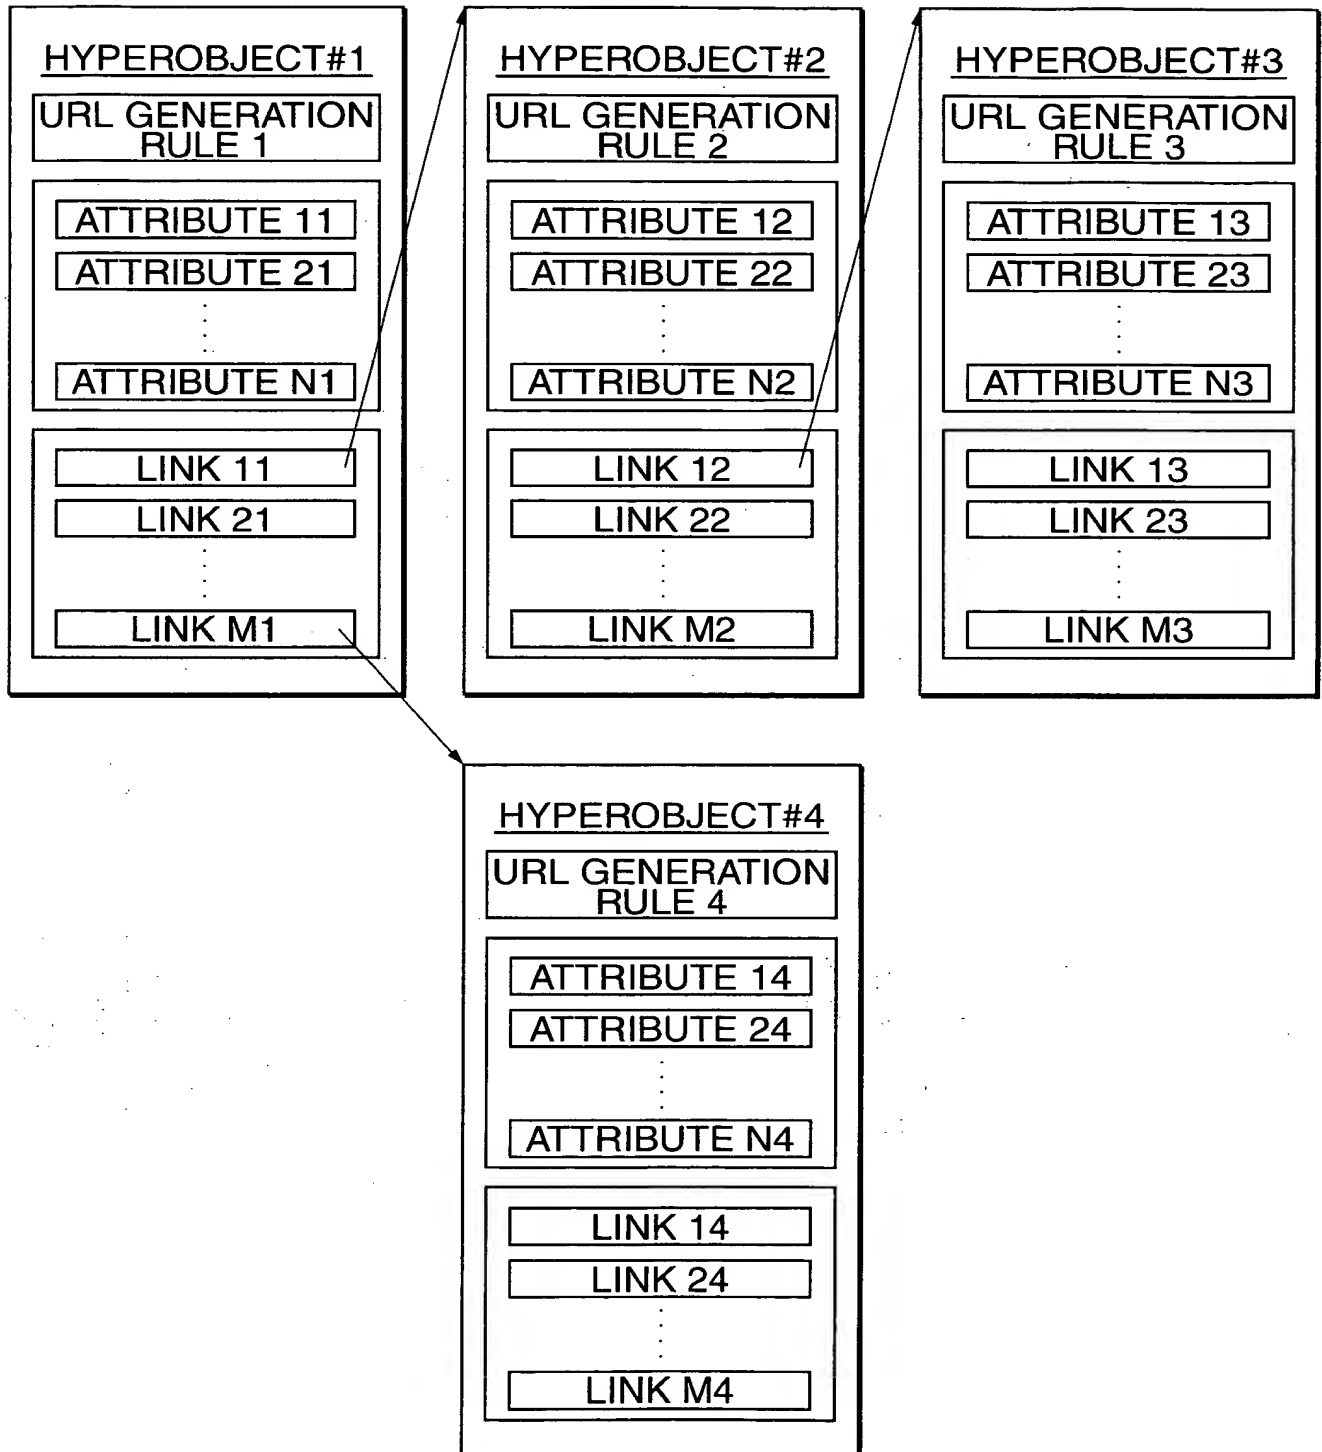 HYPEROBJECT#1
URL GENERATION
RULE 1
ATTRIBUTE 11
ATTRIBUTE 21
ATTRIBUTE N1
LINK 11
LINK 21
LINK M1
HYPEROBJECT#2
URL GENERATION
RULE 2
ATTRIBUTE 12
ATTRIBUTE 22
ATTRIBUTE N2
LINK 12
LINK 22
LINK M2
HYPEROBJECT#3
URL GENERATION
RULE 3
ATTRIBUTE 13
ATTRIBUTE 23
ATTRIBUTE N3
LINK 13
LINK 23
LINK M3
HYPEROBJECT#4
URL GENERATION
RULE 4
ATTRIBUTE 14
ATTRIBUTE 24
ATTRIBUTE N4
LINK 14
LINK 24
LINK M4